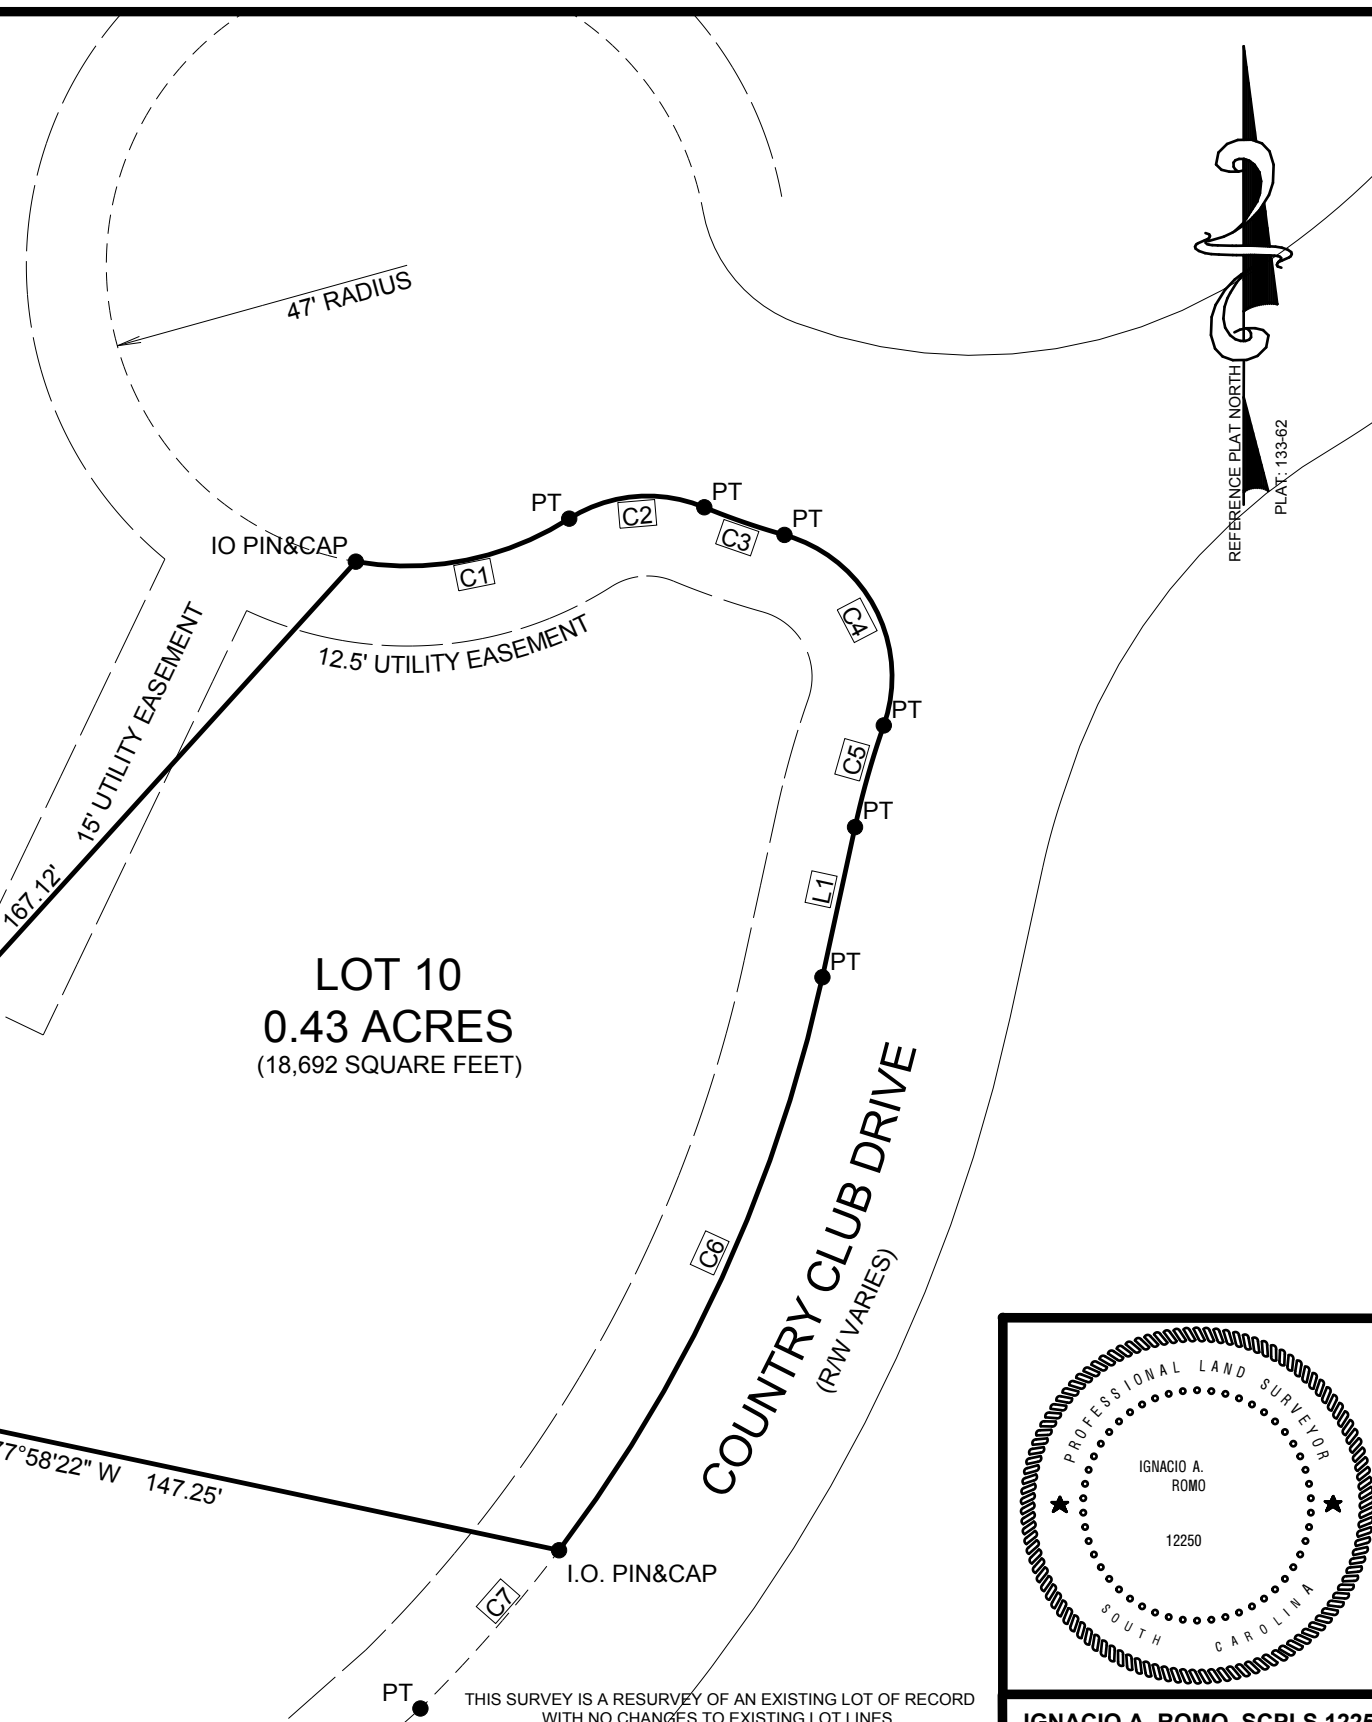 47' RADIUS
REFERENCE PLAT NORTH
PLAT: 133-62
PT
PT
PT
C2
C3
IO PIN&CAP
C1
C4
12.5' UTILITY EASEMENT
15' UTILITY EASEMENT
PT
C5
PT
167.12'
L1
PT
LOT 10
0.43 ACRES
(18,692 SQUARE FEET)
COUNTRY CLUB DRIVE
(R/W VARIES)
C6
77°58'22" W 147.25'
I.O. PIN&CAP
C7
PT
PROFESSIONAL LAND SURVEYOR
IGNACIO A.
ROMO
12250
SOUTH CAROLINA
THIS SURVEY IS A RESURVEY OF AN EXISTING LOT OF RECORD
WITH NO CHANGES TO EXISTING LOT LINES
IGNACIO A. ROMO, SCPLS 1225